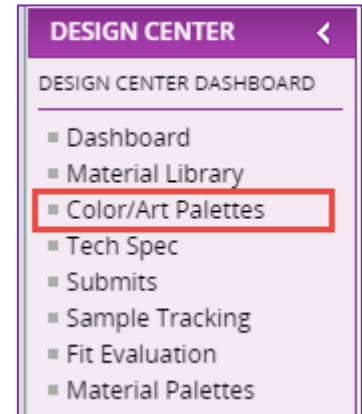 DESIGN CENTER
DESIGN CENTER DASHBOARD
Dashboard
Material Library
Color/Art Palettes
Tech Spec
Submits
Sample Tracking
Fit Evaluation
Material Palettes